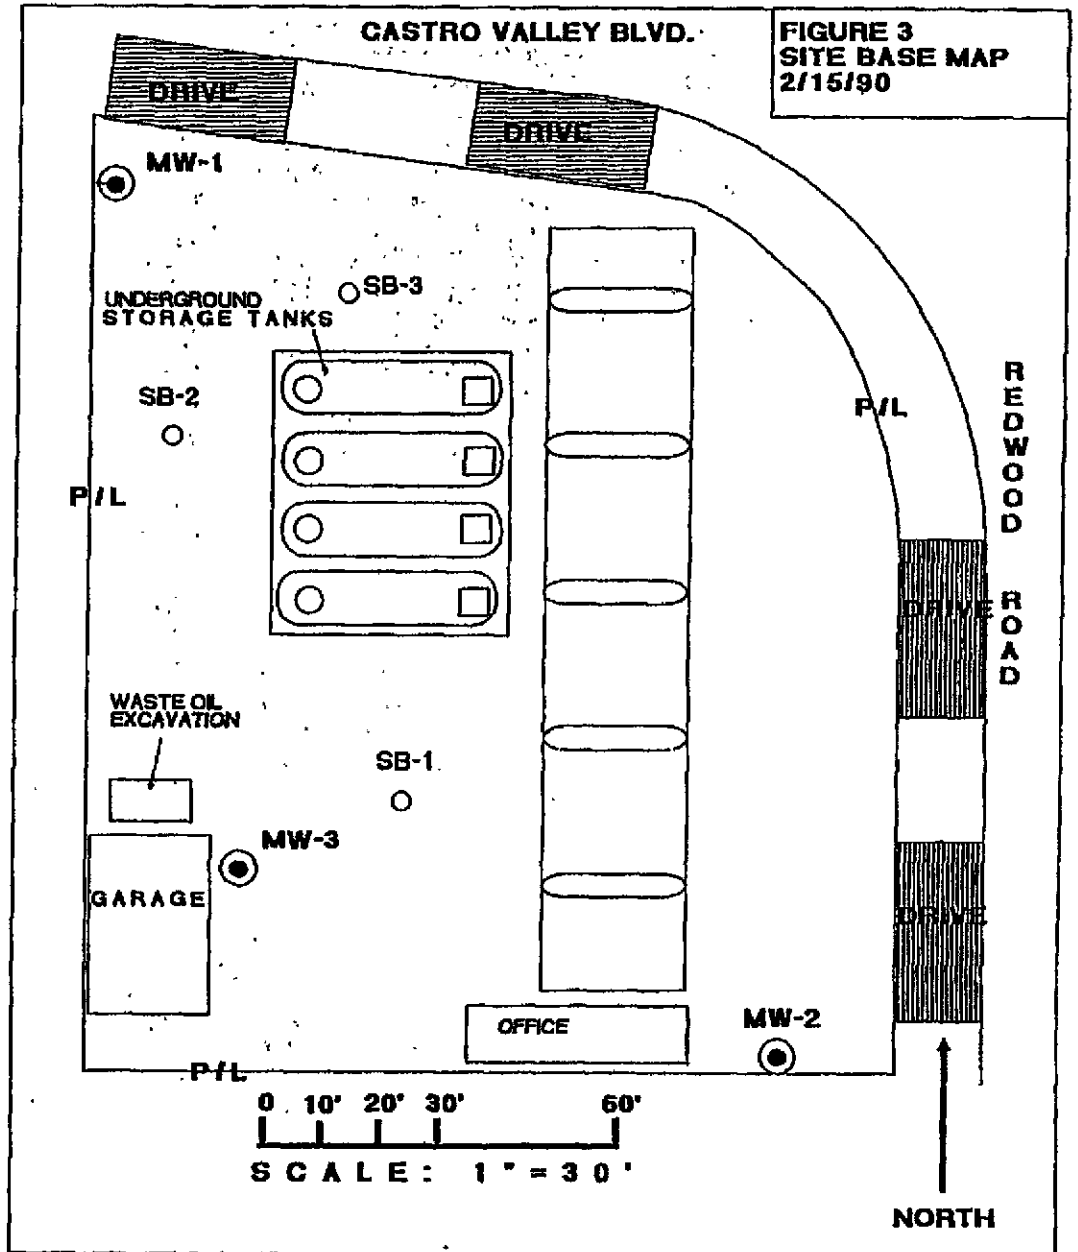 CASTRO VALLEY BLVD.
FIGURE 3
SITE BASE MAP
2/15/90
DRIVE
DRIVE
MW-1
SB-3
UNDERGROUND
STORAGE TANKS
SB-2
P/L
P/L
REDWOOD ROAD
DRIVE
WASTE OIL
EXCAVATION
SB-1
MW-3
GARAGE
DRIVE
OFFICE
MW-2
P/L
0 10' 20' 30' 60'
SCALE: 1"=30'
NORTH